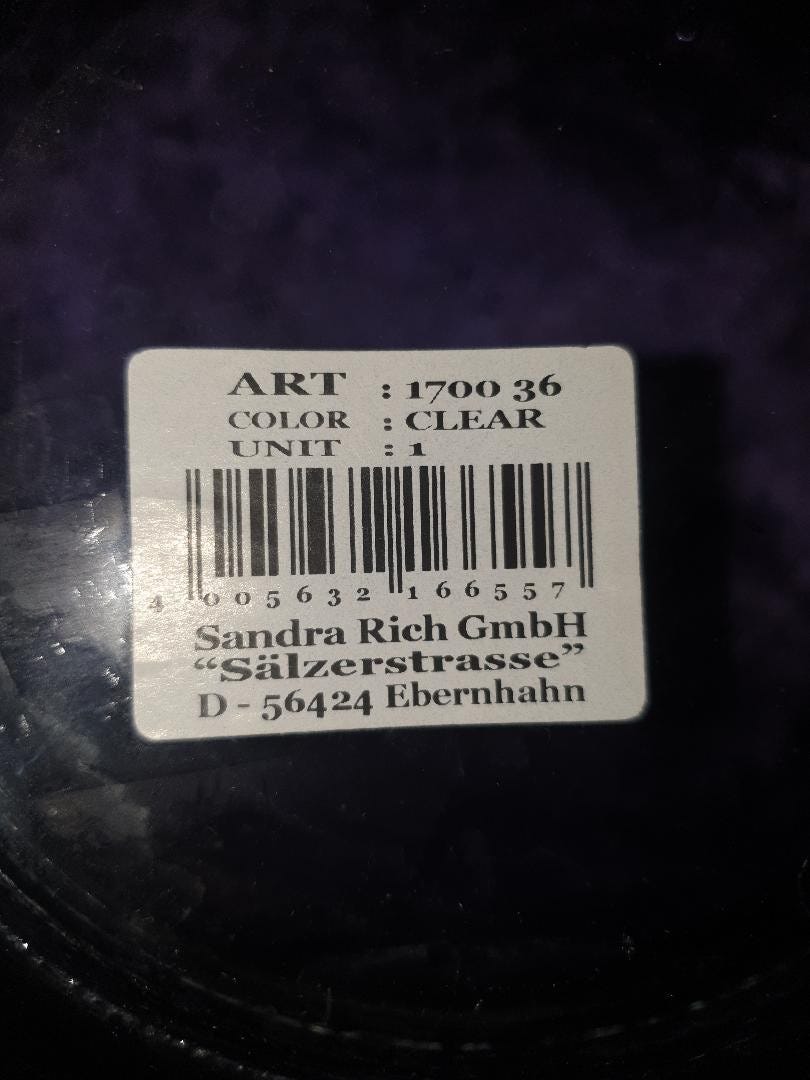 ART : 1700 36
COLOR : CLEAR
UNIT : 1
4 005632 166557
Sandra Rich GmbH
“Sälzerstrasse”
D - 56424 Ebernhahn